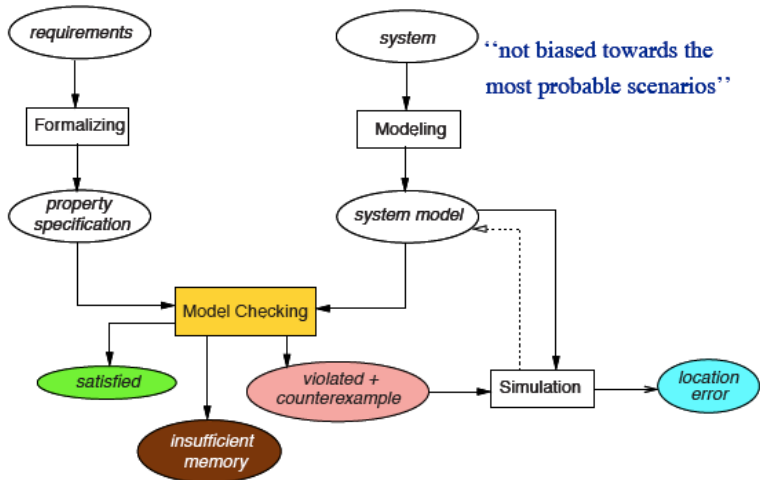 requirements
system
‘‘not biased towards the
most probable scenarios’’
Formalizing
Modeling
property
specification
system model
Model Checking
satisfied
violated +
counterexample
Simulation
location
error
insufficient
memory